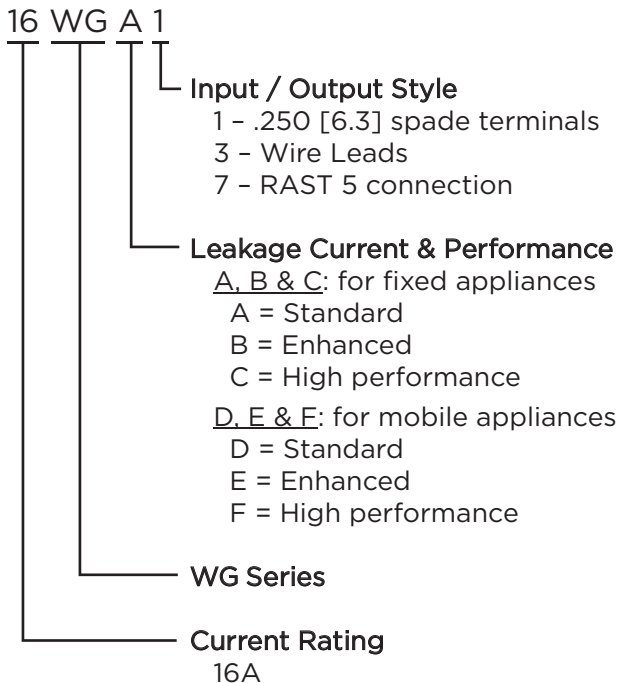 16 WG A 1
Input / Output Style
1 – .250 [6.3] spade terminals
3 – Wire Leads
7 – RAST 5 connection
Leakage Current & Performance
A, B & C: for fixed appliances
A = Standard
B = Enhanced
C = High performance
D, E & F: for mobile appliances
D = Standard
E = Enhanced
F = High performance
WG Series
Current Rating
16A